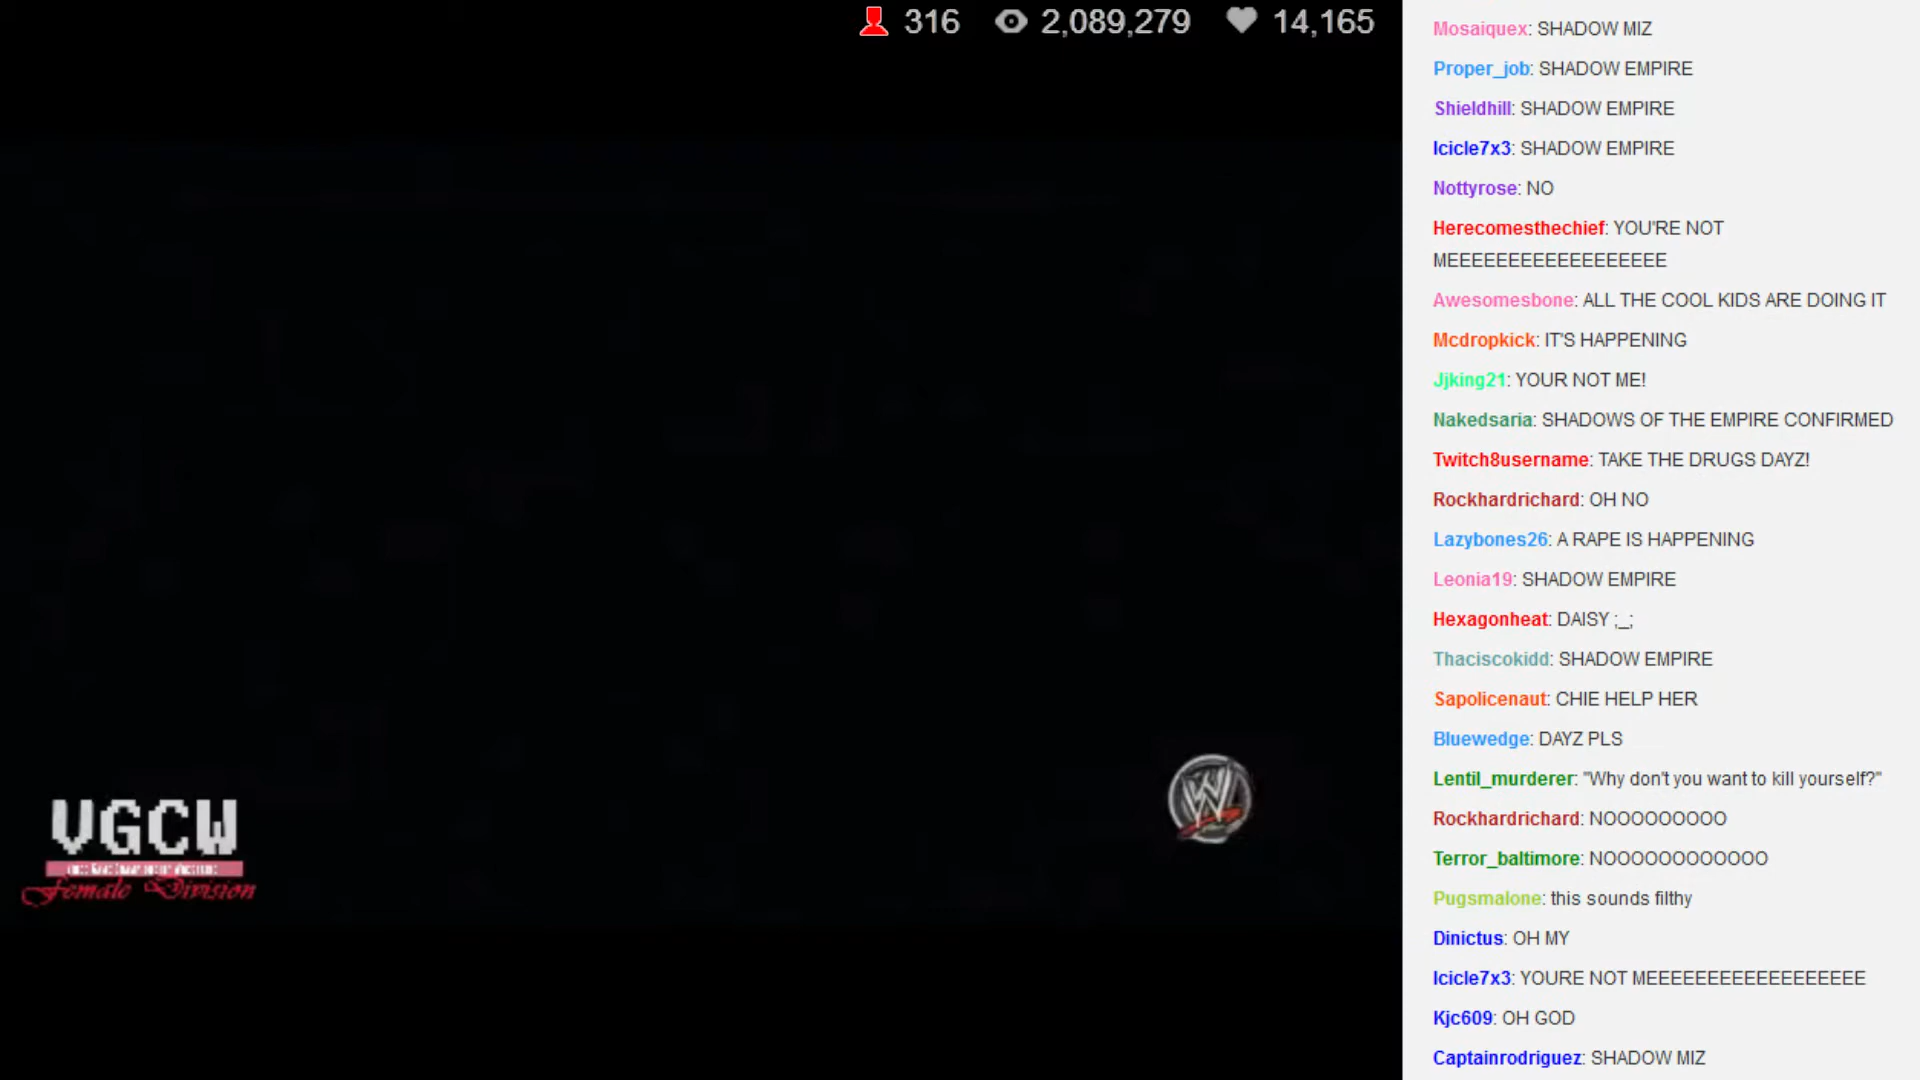 316 2,089,279 14,165
Mosaiquex: SHADOW MIZ
Proper_job: SHADOW EMPIRE
Shieldhill: SHADOW EMPIRE
Icicle7x3: SHADOW EMPIRE
Nottyrose: NO
Herecomesthechief: YOU'RE NOT
MEEEEEEEEEEEEEEEEEE
Awesomesbone: ALL THE COOL KIDS ARE DOING IT
Mcdropkick: IT'S HAPPENING
Jjking21: YOUR NOT ME!
Nakedsaria: SHADOWS OF THE EMPIRE CONFIRMED
Twitch8username: TAKE THE DRUGS DAYZ!
Rockhardrichard: OH NO
Lazybones26: A RAPE IS HAPPENING
Leonia19: SHADOW EMPIRE
Hexagonheat: DAISY ;_;
Thaciscokidd: SHADOW EMPIRE
Sapolicenaut: CHIE HELP HER
Bluewedge: DAYZ PLS
Lentil_murderer: "Why don't you want to kill yourself?"
Rockhardrichard: NOOOOOOOOO
Terror_baltimore: NOOOOOOOOOOOO
Pugsmalone: this sounds filthy
Dinictus: OH MY
Icicle7x3: YOURE NOT MEEEEEEEEEEEEEEEEEE
Kjc609: OH GOD
Captainrodriguez: SHADOW MIZ
VGCW
Female Division
W